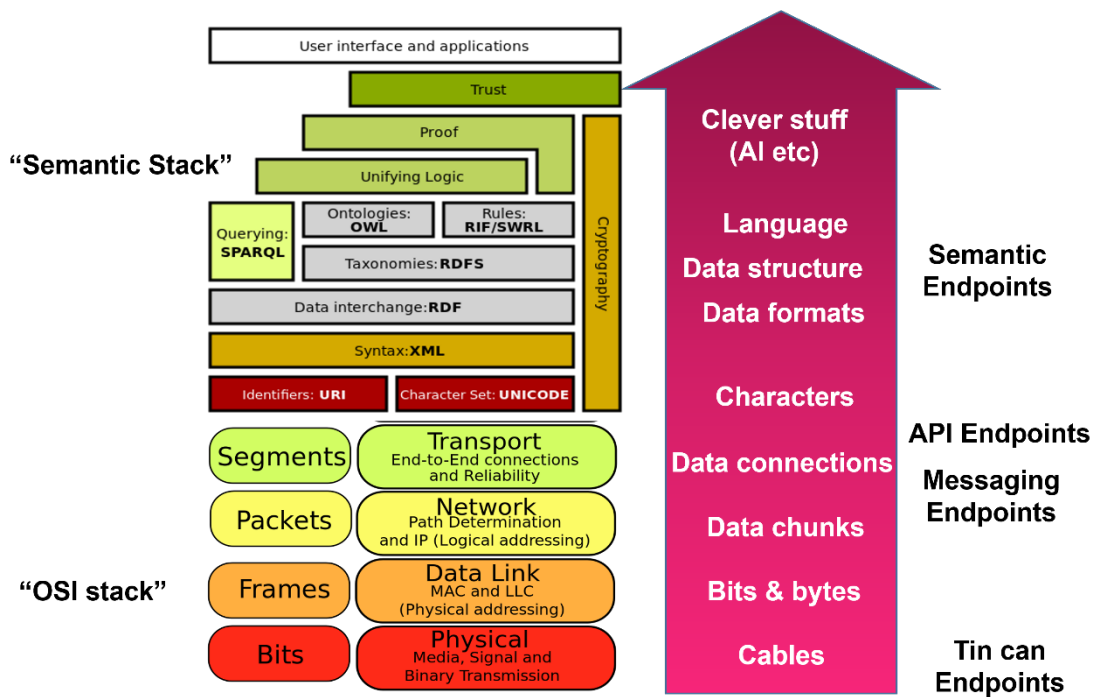 User interface and applications
Trust
Proof
Unifying Logic
“Semantic Stack”
Querying:
SPARQL
Ontologies:
OWL
Rules:
RIF/SWRL
Taxonomies:RDFS
Data interchange:RDF
Syntax:XML
Identifiers: URI
Character Set: UNICODE
Cryptography
Segments
Transport
End-to-End connections
and Reliability
Packets
Network
Path Determination
and IP (Logical addressing)
“OSI stack”
Frames
Data Link
MAC and LLC
(Physical addressing)
Bits
Physical
Media, Signal and
Binary Transmission
Clever stuff
(AI etc)
Language
Data structure
Data formats
Characters
Data connections
Data chunks
Bits & bytes
Cables
Semantic
Endpoints
API Endpoints
Messaging
Endpoints
Tin can
Endpoints